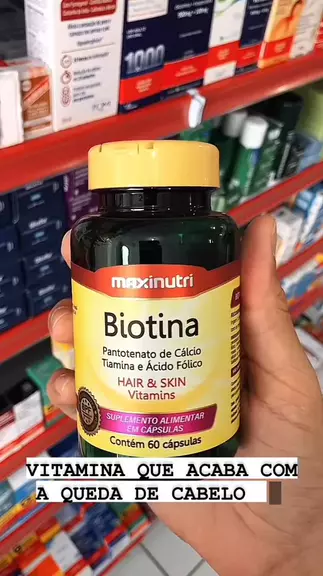 1000
maxinutri
Biotina
Pantotenato de Cálcio
Tiamina e Ácido Fólico
HAIR & SKIN
Vitamins
SUPLEMENTO ALIMENTAR
EM CÁPSULAS
Contém 60 cápsulas
VITAMINA QUE ACABA COM
A QUEDA DE CABELO